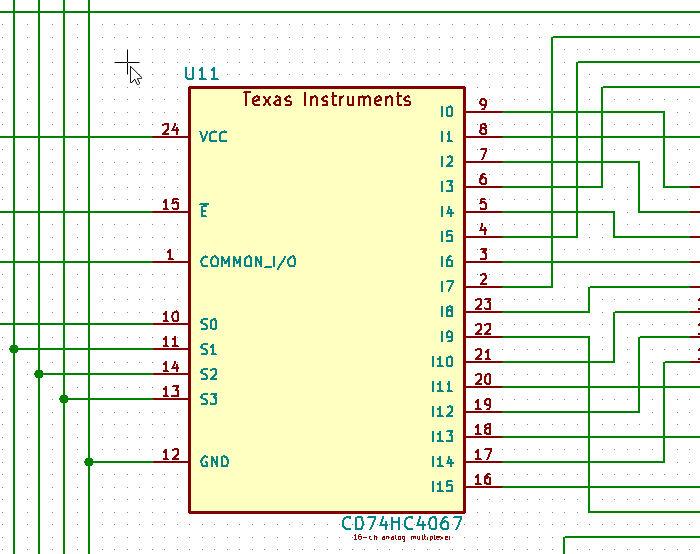 U11
Texas Instruments
24 VCC
15 E̅
1 COMMON_I/O
10 S0
11 S1
14 S2
13 S3
12 GND
I0 9
I1 8
I2 7
I3 6
I4 5
I5 4
I6 3
I7 2
I8 23
I9 22
I10 21
I11 20
I12 19
I13 18
I14 17
I15 16
CD74HC4067
16-ch analog multiplexer